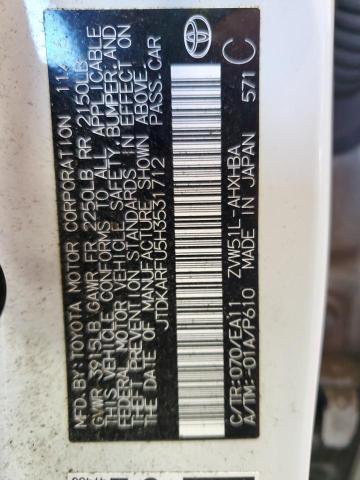 MFD.BY:TOYOTA MOTOR CORPORATION
GVWR 3915LB GAWR FR 2250LB RR 2150LB
THIS VEHICLE CONFORMS TO ALL APPLICABLE
FEDERAL MOTOR VEHICLE SAFETY, BUMPER, AND
THEFT PREVENTION STANDARDS IN EFFECT ON
THE DATE OF MANUFACTURE SHOWN ABOVE.
JTDKARFU5H3531712 PASS.CAR
C/TR:070/EA11 ZVW51L-AHXHBA
A/TM:-01A/P610 MADE IN JAPAN 571
TOYOTA
C